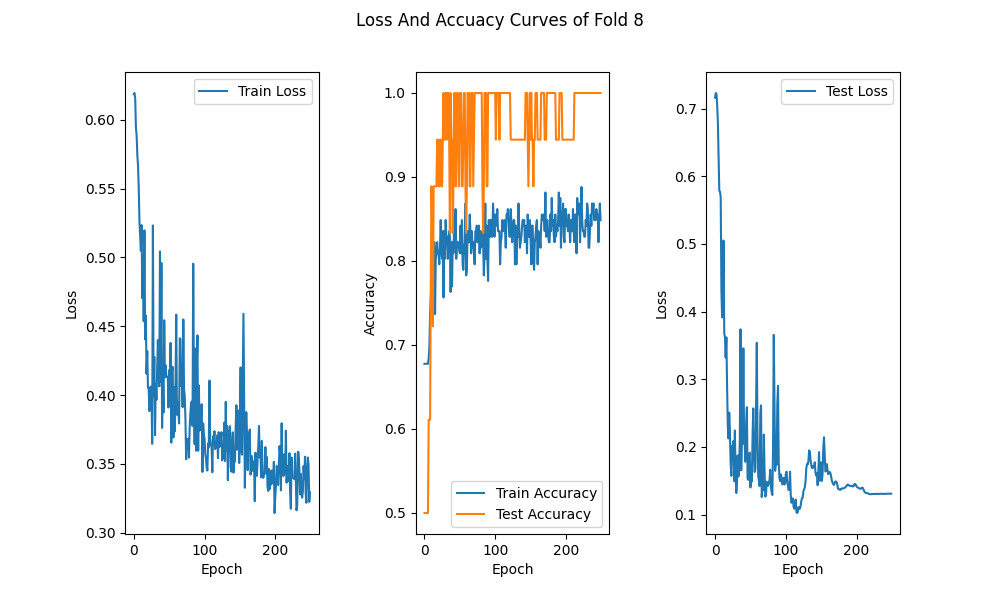 Loss And Accuacy Curves of Fold 8
Train Loss
0.60
0.55
0.50
0.45
0.40
0.35
0.30
Loss
0
100
200
Epoch
1.0
0.9
0.8
0.7
0.6
0.5
Accuracy
Train Accuracy
Test Accuracy
0
100
200
Epoch
Test Loss
0.7
0.6
0.5
0.4
0.3
0.2
0.1
Loss
0
100
200
Epoch